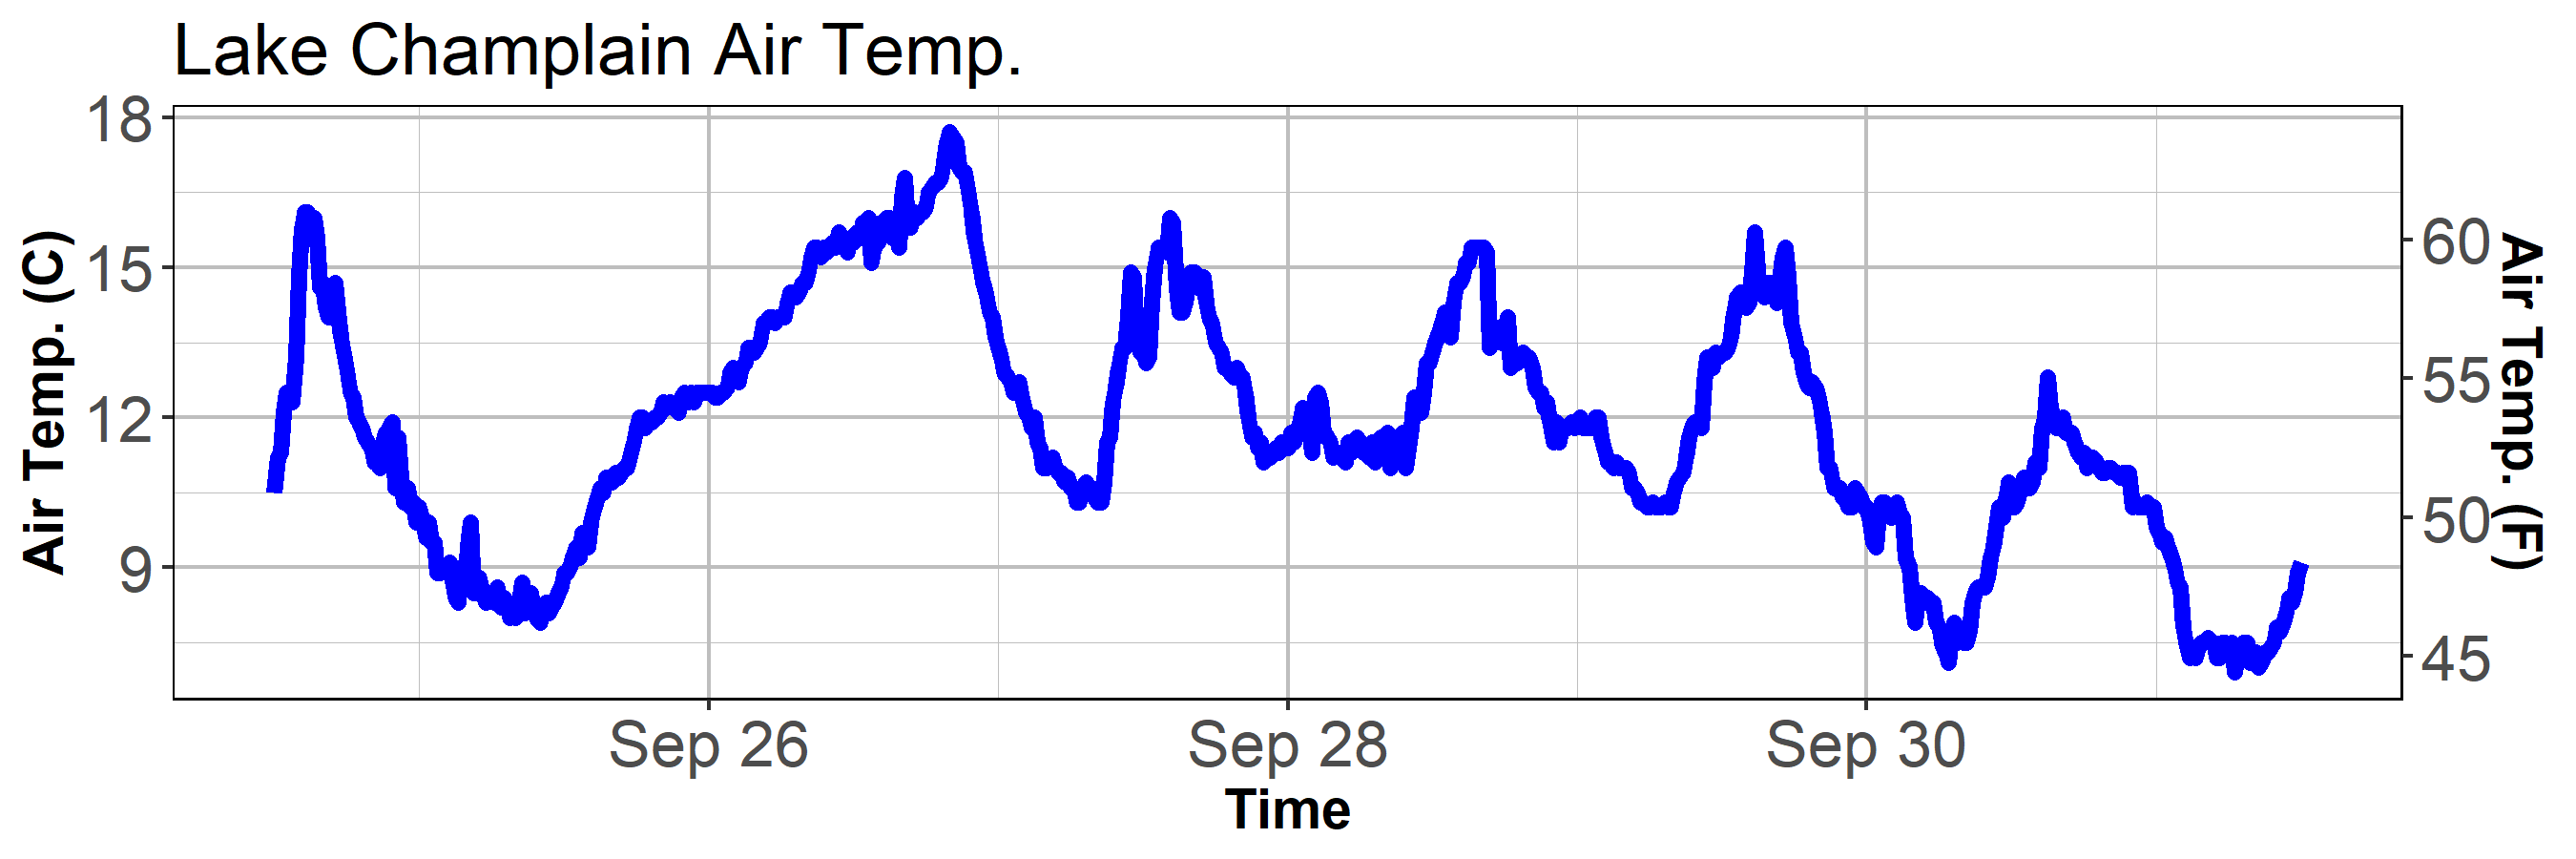 Lake Champlain Air Temp.
18
15
12
9
Air Temp. (C)
60
55
50
45
Air Temp. (F)
Sep 26
Sep 28
Sep 30
Time